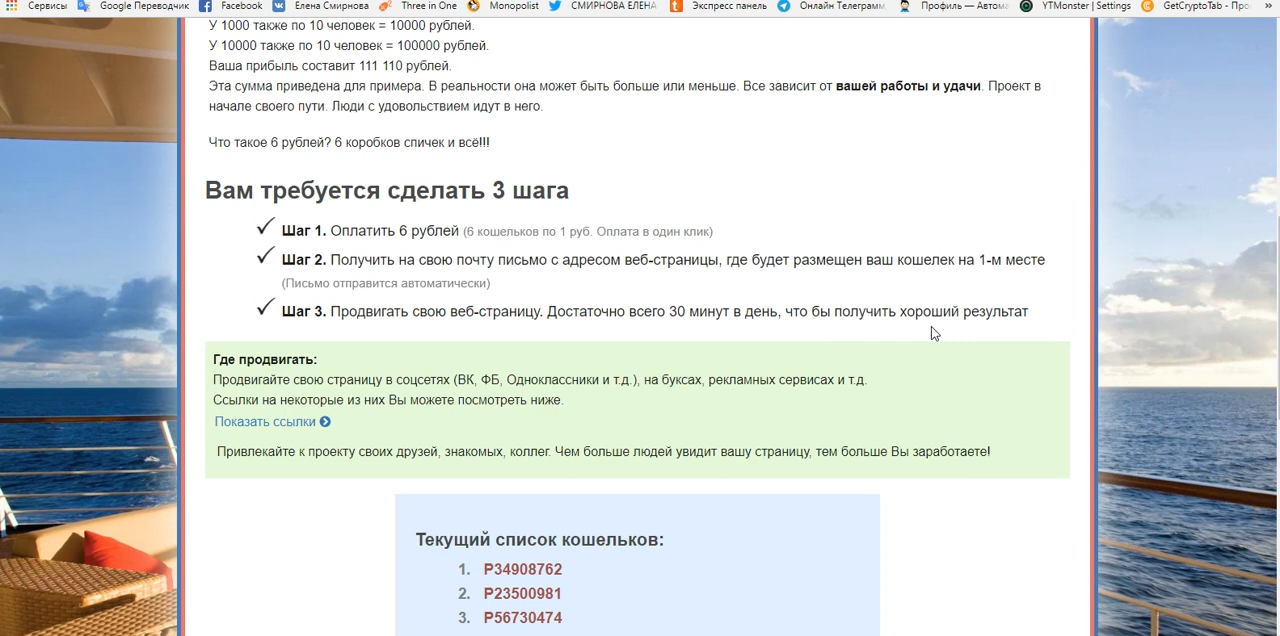 Сервисы Google Переводчик Facebook Елена Смирнова Three in One Monopolist СМИРНОВА ЕЛЕНА Экспресс панель Онлайн Телеграмм, Профиль — Автома YTMonster | Settings GetCryptoTab - Про »
У 1000 также по 10 человек = 10000 рублей.
У 10000 также по 10 человек = 100000 рублей.
Ваша прибыль составит 111 110 рублей.
Эта сумма приведена для примера. В реальности она может быть больше или меньше. Все зависит от вашей работы и удачи. Проект в
начале своего пути. Люди с удовольствием идут в него.
Что такое 6 рублей? 6 коробков спичек и всё!!!
Вам требуется сделать 3 шага
Шаг 1. Оплатить 6 рублей (6 кошельков по 1 руб. Оплата в один клик)
Шаг 2. Получить на свою почту письмо с адресом веб-страницы, где будет размещен ваш кошелек на 1-м месте
(Письмо отправится автоматически)
Шаг 3. Продвигать свою веб-страницу. Достаточно всего 30 минут в день, что бы получить хороший результат
Где продвигать:
Продвигайте свою страницу в соцсетях (ВК, ФБ, Одноклассники и т.д.), на буксах, рекламных сервисах и т.д.
Ссылки на некоторые из них Вы можете посмотреть ниже.
Показать ссылки
Привлекайте к проекту своих друзей, знакомых, коллег. Чем больше людей увидит вашу страницу, тем больше Вы заработаете!
Текущий список кошельков:
1. P34908762
2. P23500981
3. P56730474